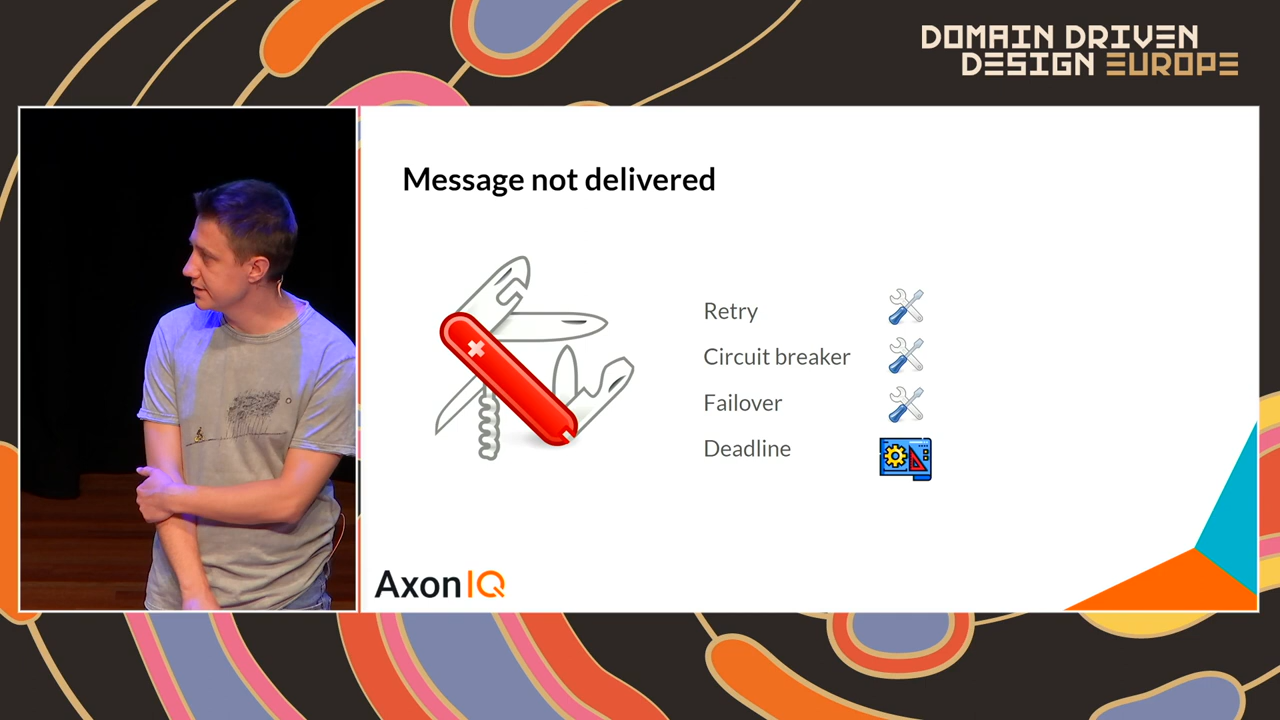 DOMAIN DRIVEN
DESIGN EUROPE
Message not delivered
Retry
Circuit breaker
Failover
Deadline
AxonIQ